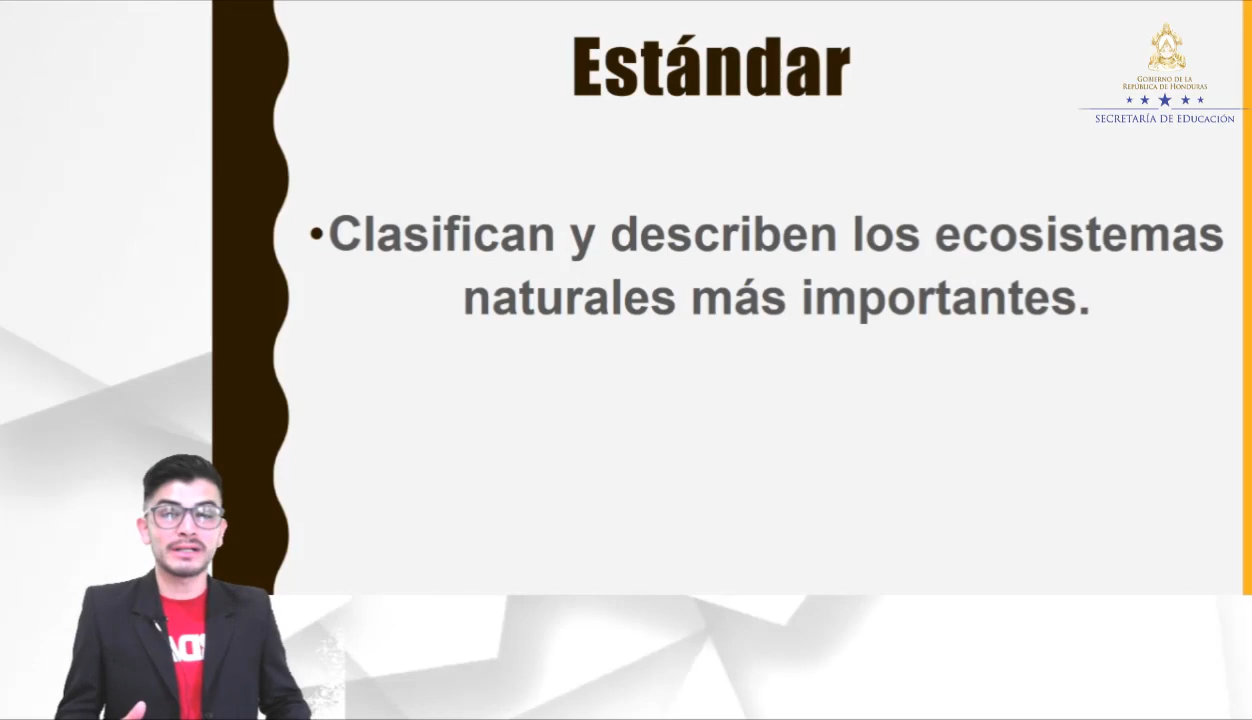 Estándar
GOBIERNO DE LA
REPÚBLICA DE HONDURAS
SECRETARÍA DE EDUCACIÓN
•Clasifican y describen los ecosistemas
naturales más importantes.